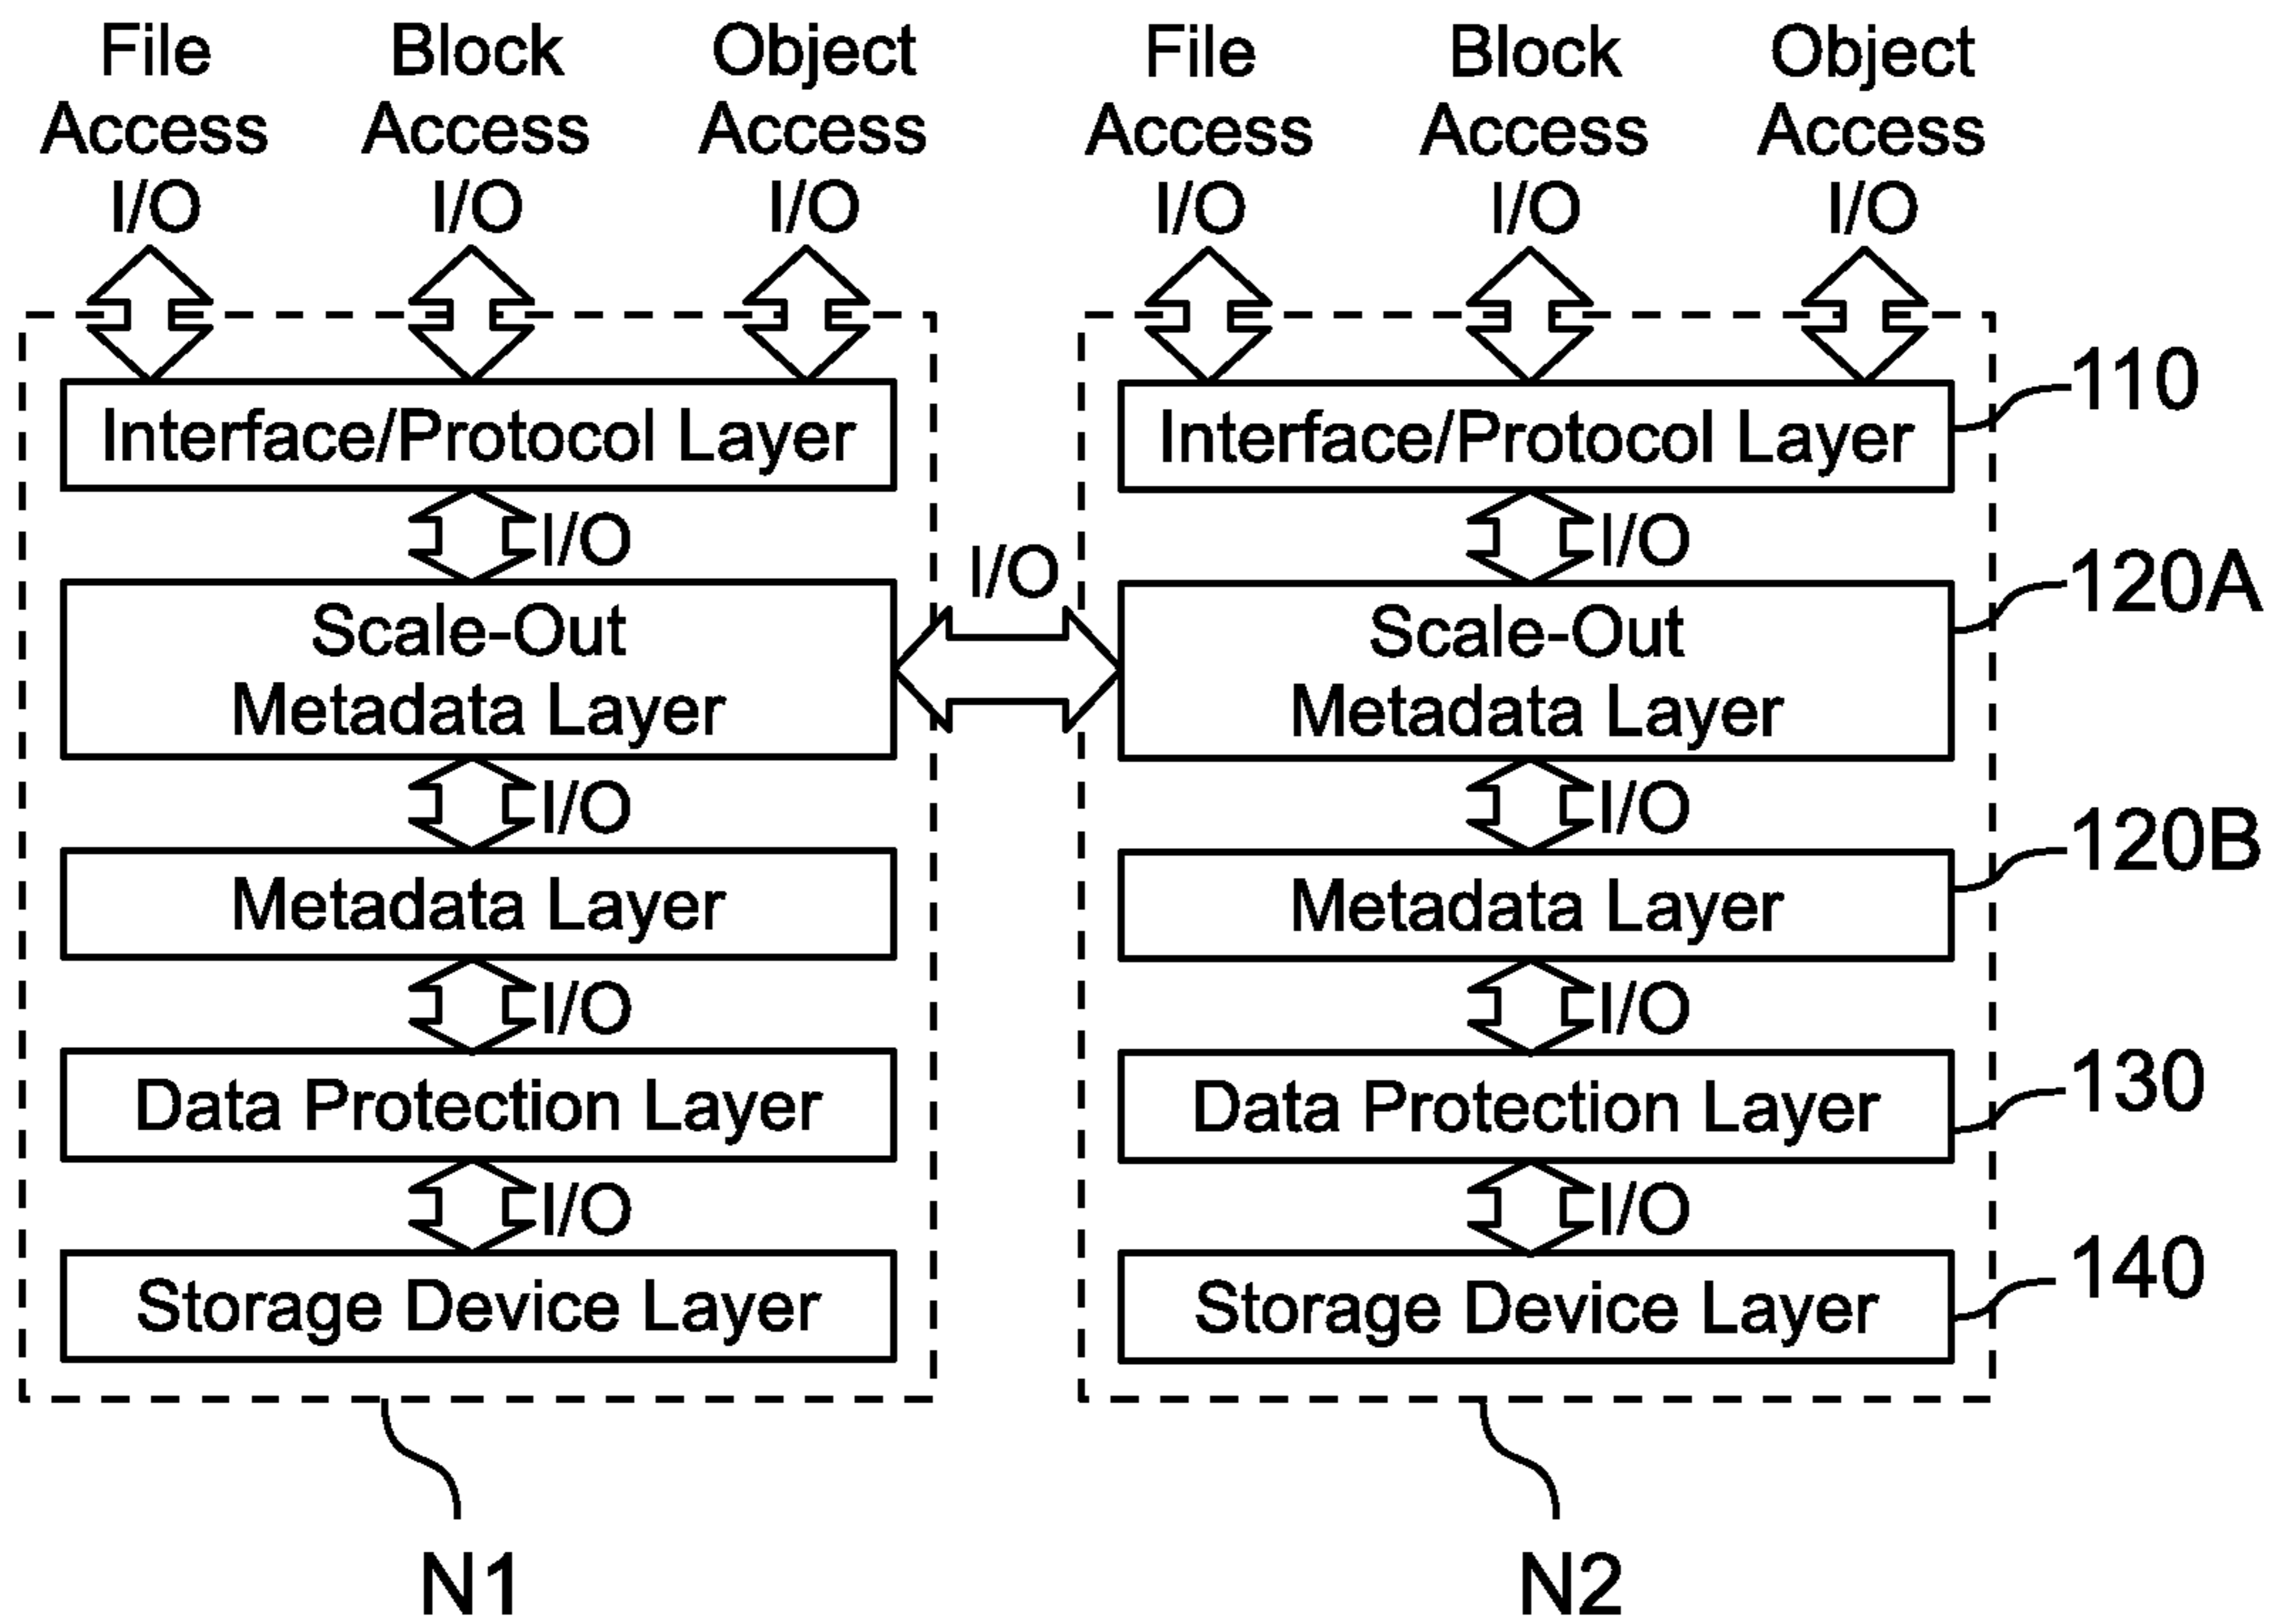 File Block Object File Block Object
Access Access Access Access Access Access
I/O I/O I/O I/O I/O I/O
110
Interface/Protocol Layer Interface/Protocol Layer
I/O I/O
I/O
120A
Scale-Out Scale-Out
Metadata Layer Metadata Layer
I/O I/O
120B
Metadata Layer Metadata Layer
I/O I/O
130
Data Protection Layer Data Protection Layer
I/O I/O
140
Storage Device Layer Storage Device Layer
N1 N2